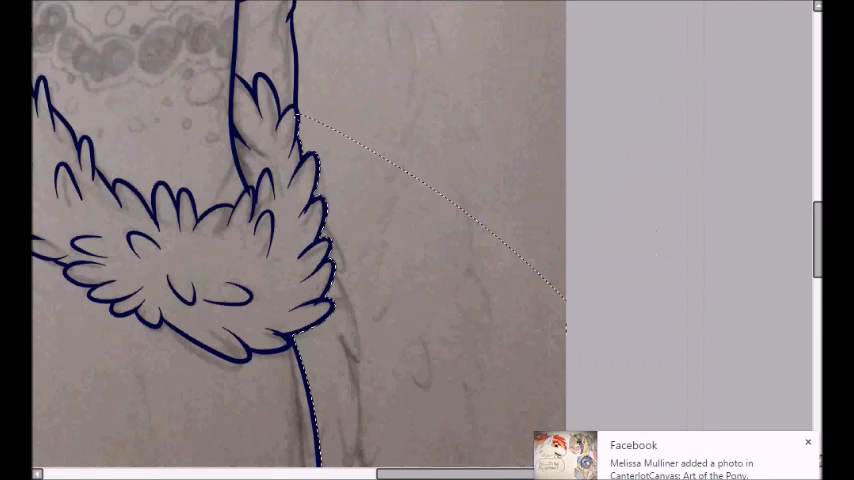 Facebook
Melissa Mulliner added a photo in
CanterlotCanvas: Art of the Pony.